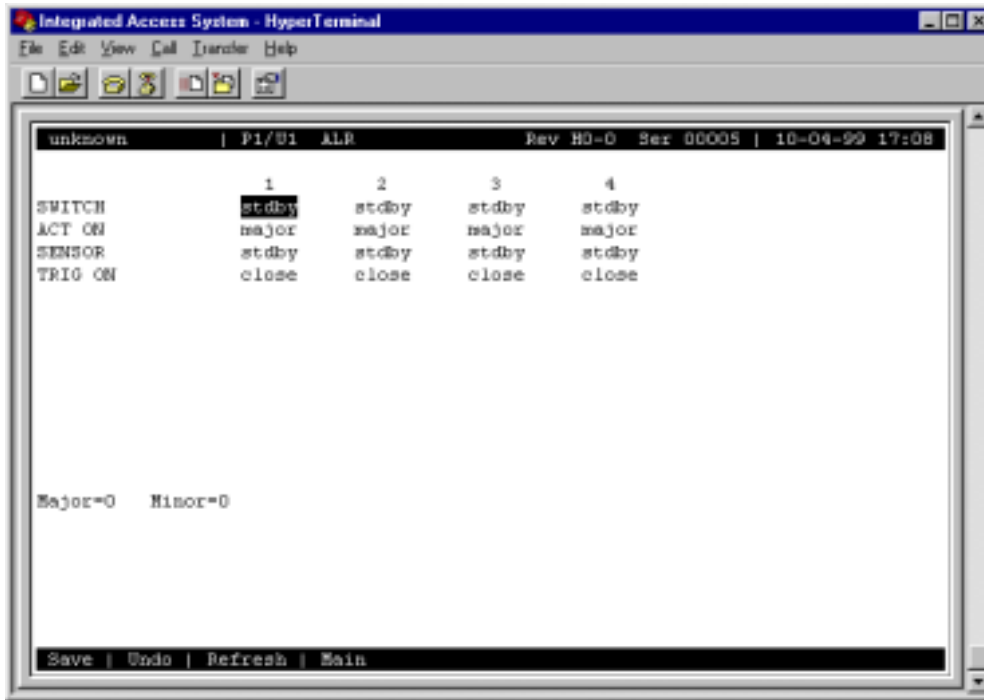 Integrated Access System - HyperTerminal
File Edit View Call Transfer Help
unknown | P1/U1 ALR Rev H0-0 Ser 00005 | 10-04-99 17:08
1 2 3 4
SWITCH stdby stdby stdby stdby
ACT ON major major major major
SENSOR stdby stdby stdby stdby
TRIG ON close close close close
Major=0 Minor=0
Save | Undo | Refresh | Main